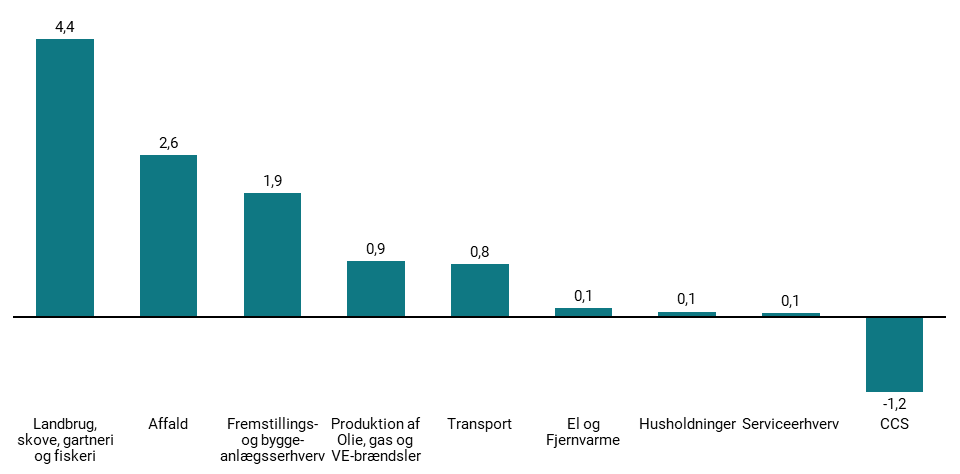 4,4
2,6
1,9
0,9
0,8
0,1
0,1
0,1
-1,2
Landbrug,
skove, gartneri
og fiskeri
Affald
Fremstillings-
og bygge-
anlægsserhverv
Produktion af
Olie, gas og
VE-brændsler
Transport
El og
Fjernvarme
Husholdninger
Serviceerhverv
CCS